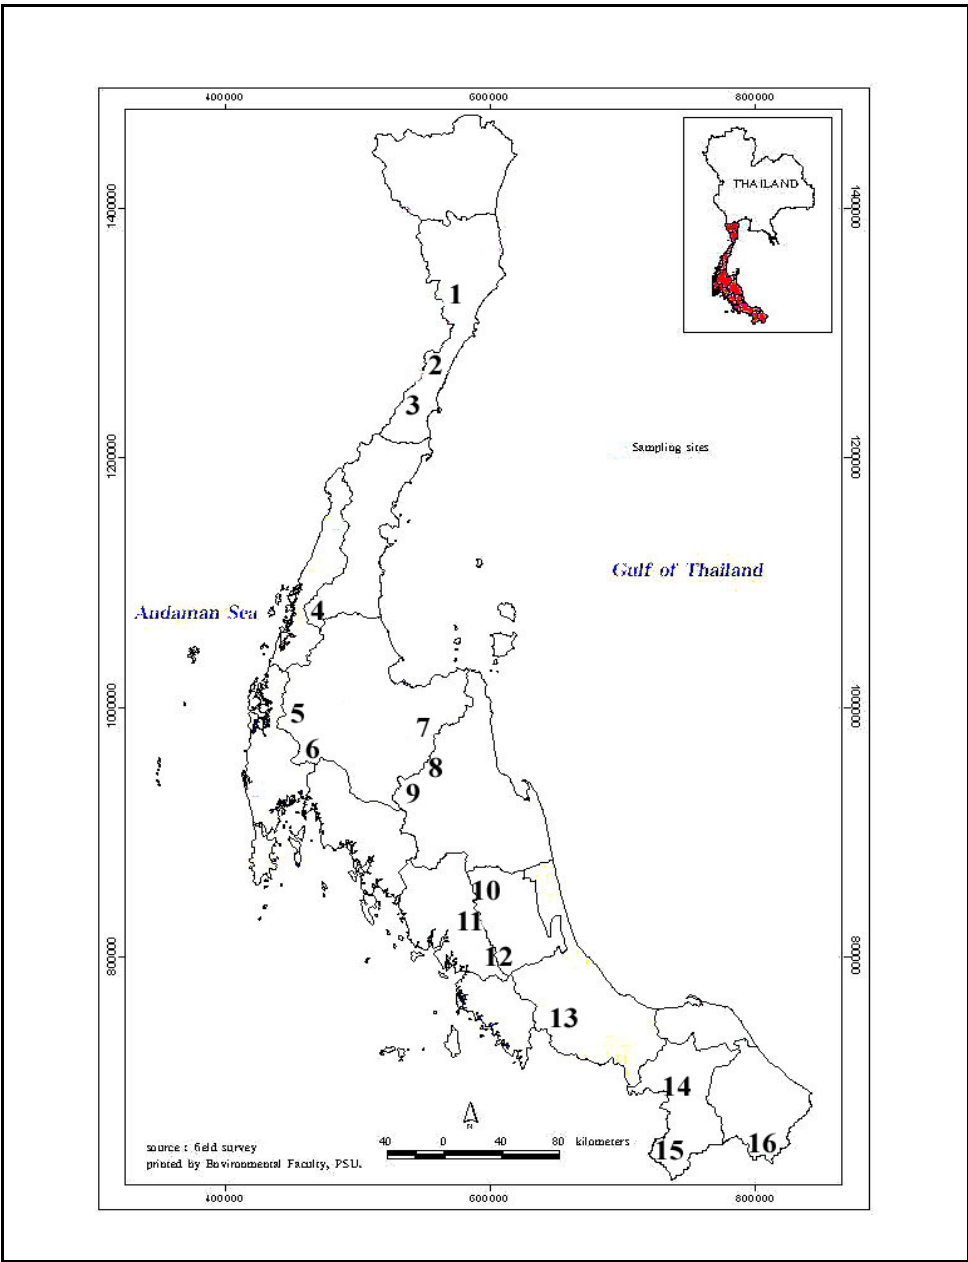 400000 600000 800000
THAILAND
1400000 1400000
1
2
3
1200000 1200000
Sampling sites
Gulf of Thailand
Andaman Sea
4
1000000 1000000
5
7
6
8
9
10
11
12
800000 800000
13
14
15
16
N
40 0 40 80 kilometers
source : field survey
printed by Environmental Faculty, PSU.
400000 600000 800000